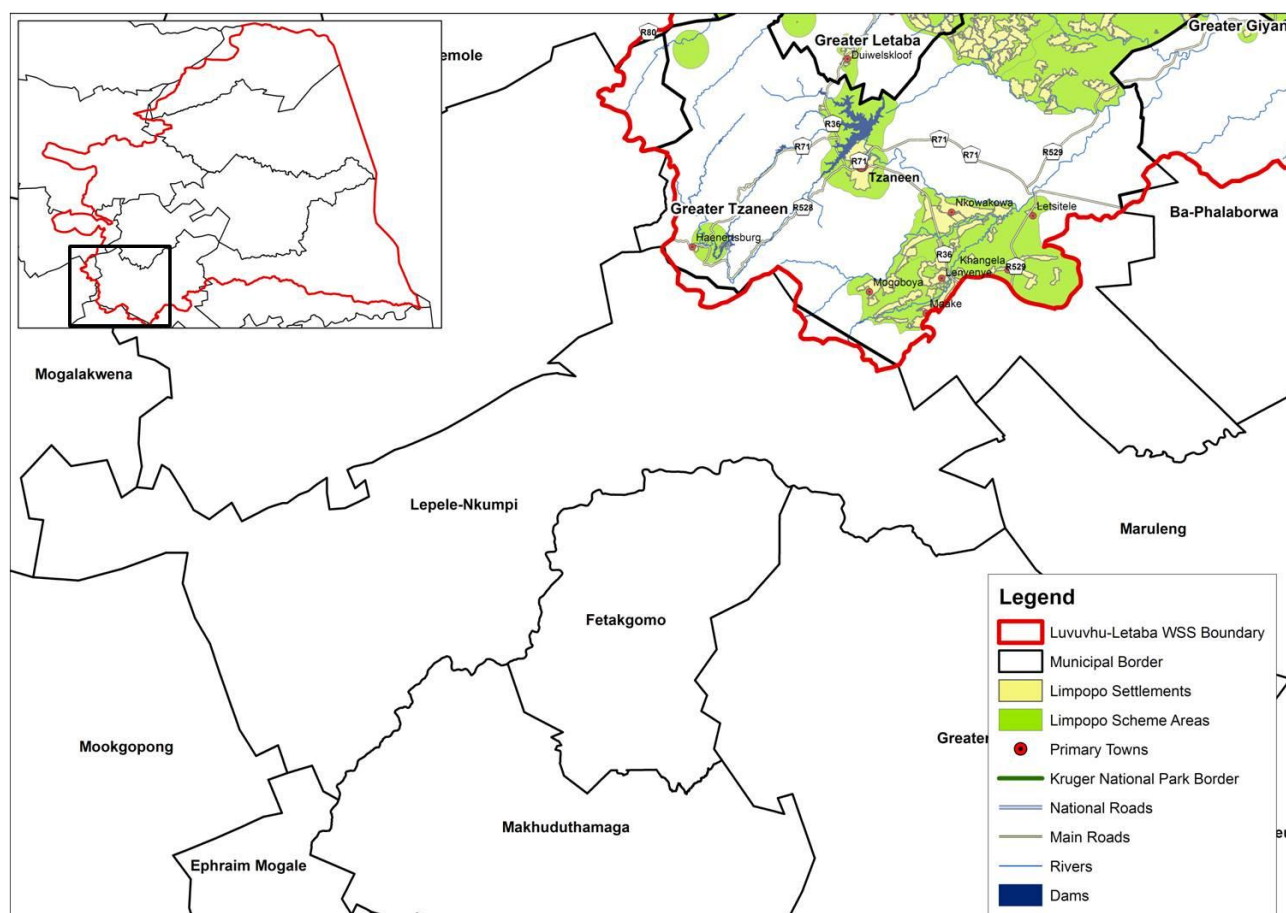 Greater Giyan
R80
emole
Greater Letaba
Duiwelskloof
R36
R71
R71
R71
R529
R71
Tzaneen
Ba-Phalaborwa
Nkowakowa
Letsitele
Greater Tzaneen
R528
Haenertsburg
R36
Khangela
R529
Lenyenye
Mogoboya
Maake
Mogalakwena
Lepele-Nkumpi
Maruleng
Fetakgomo
Mookgopong
Greater
Makhuduthamaga
Ephraim Mogale
Legend
Luvuvhu-Letaba WSS Boundary
Municipal Border
Limpopo Settlements
Limpopo Scheme Areas
Primary Towns
Kruger National Park Border
National Roads
Main Roads
Rivers
Dams